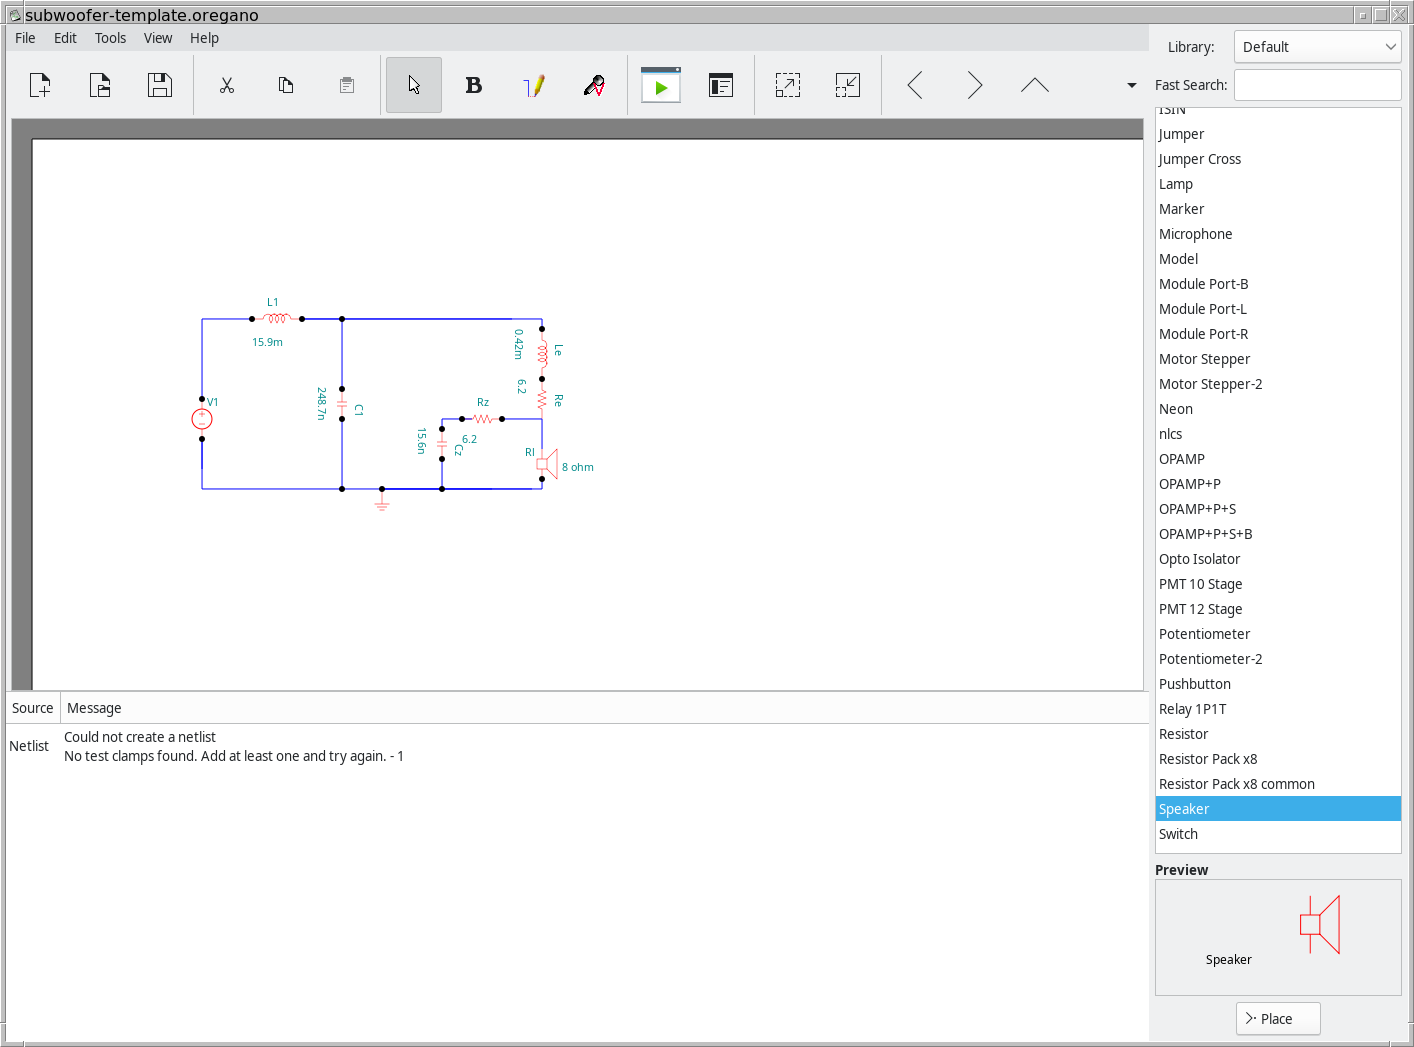 subwoofer-template.oregano
File Edit Tools View Help
Library: Default
Fast Search:
B
ISIN
Jumper
Jumper Cross
Lamp
Marker
Microphone
Model
Module Port-B
Module Port-L
Module Port-R
Motor Stepper
Motor Stepper-2
Neon
nlcs
OPAMP
OPAMP+P
OPAMP+P+S
OPAMP+P+S+B
Opto Isolator
PMT 10 Stage
PMT 12 Stage
Potentiometer
Potentiometer-2
Pushbutton
Relay 1P1T
Resistor
Resistor Pack x8
Resistor Pack x8 common
Speaker
Switch
Preview
Speaker
Place
L1
15.9m
V1
248.7n
C1
0.42m
Le
6.2
Re
Rz
6.2
15.6n
Cz
Rl
8 ohm
Source Message
Netlist
Could not create a netlist
No test clamps found. Add at least one and try again. - 1